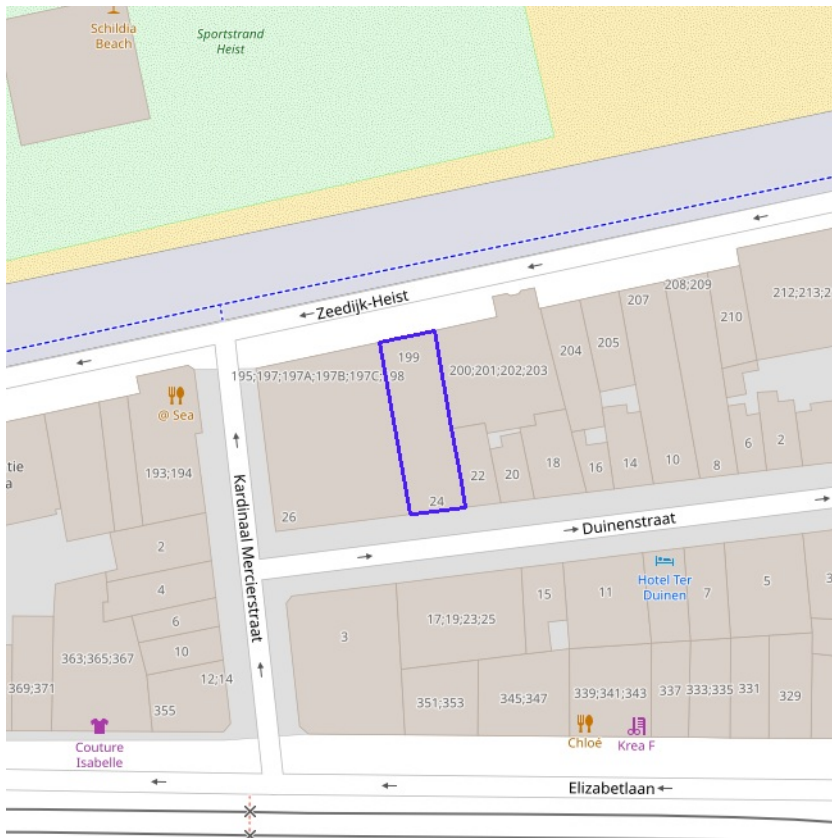 Schildia
Beach
Sportstrand
Heist
Zeedijk-Heist
208;209
207
212;213;2
210
205
204
199
200;201;202;203
195;197;197A;197B;197C;198
@ Sea
tie
a
193;194
Kardinaal Mercierstraat
26
24
22
20
18
16
14
10
8
6
2
Duinenstraat
2
4
6
10
12;14
363;365;367
369;371
355
Couture
Isabelle
3
17;19;23;25
15
11
Hotel Ter
Duinen
7
5
3
351;353
345;347
339;341;343
337
333;335
331
329
Chloé
Krea F
Elizabetlaan